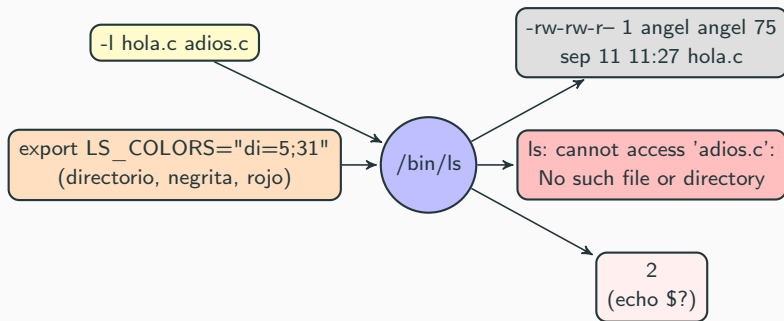 -l hola.c adios.c
export LS_COLORS="di=5;31"
(directorio, negrita, rojo)
/bin/ls
-rw-rw-r– 1 angel angel 75
sep 11 11:27 hola.c
ls: cannot access 'adios.c':
No such file or directory
2
(echo $?)